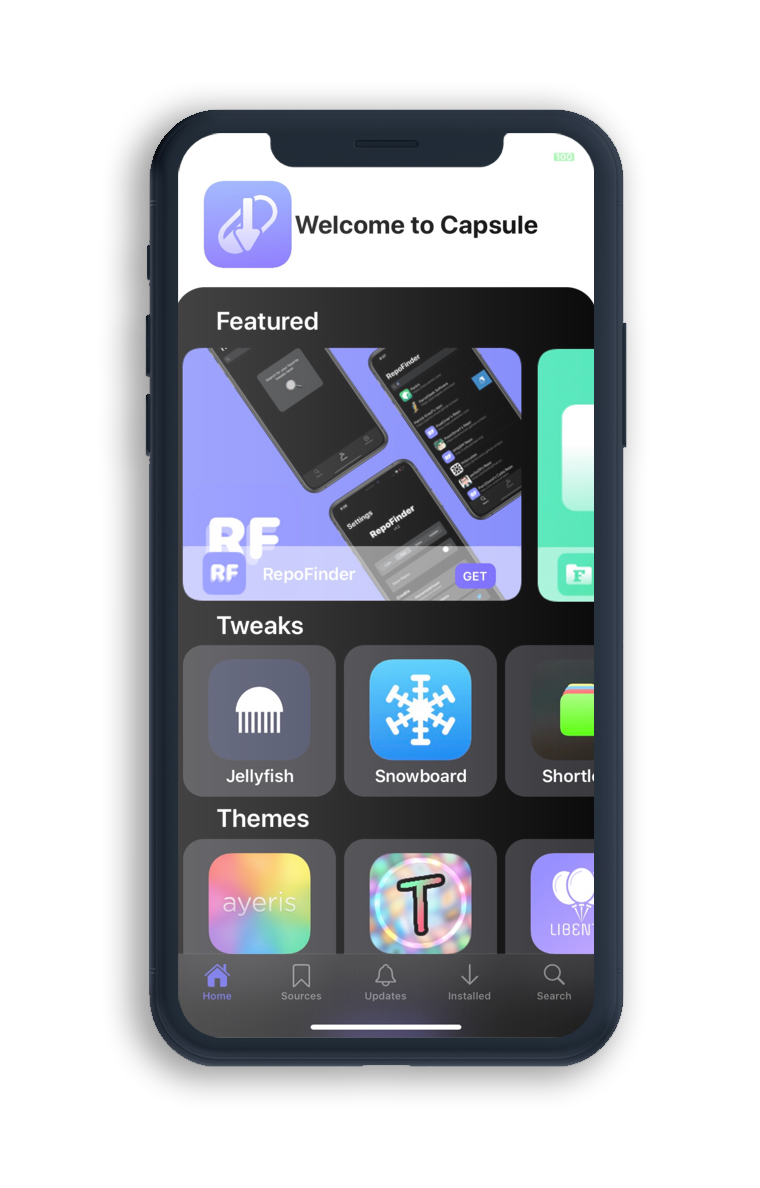 100
Welcome to Capsule
Featured
RepoFinder
Settings
RepoFinder
RF
RF
RepoFinder
GET
F
Tweaks
Jellyfish
Snowboard
Shortl
Themes
ayeris
T
LIBEN
Home
Sources
Updates
Installed
Search